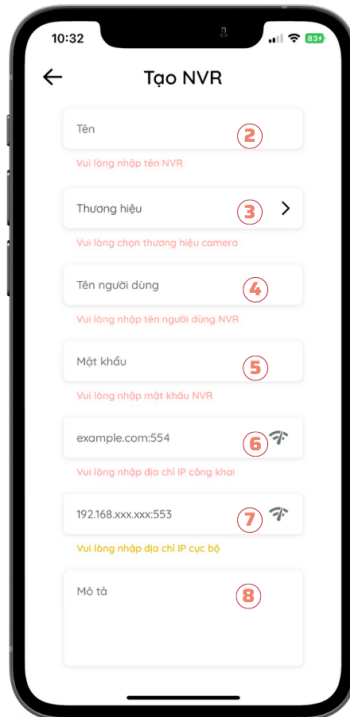 10:32
83
Tạo NVR
Tên
2
Vui lòng nhập tên NVR
Thương hiệu
3
Vui lòng chọn thương hiệu camera
Tên người dùng
4
Vui lòng nhập tên người dùng NVR
Mật khẩu
5
Vui lòng nhập mật khẩu NVR
example.com:554
6
Vui lòng nhập địa chỉ IP công khai
192.168.xxx.xxx:553
7
Vui lòng nhập địa chỉ IP cục bộ
Mô tả
8